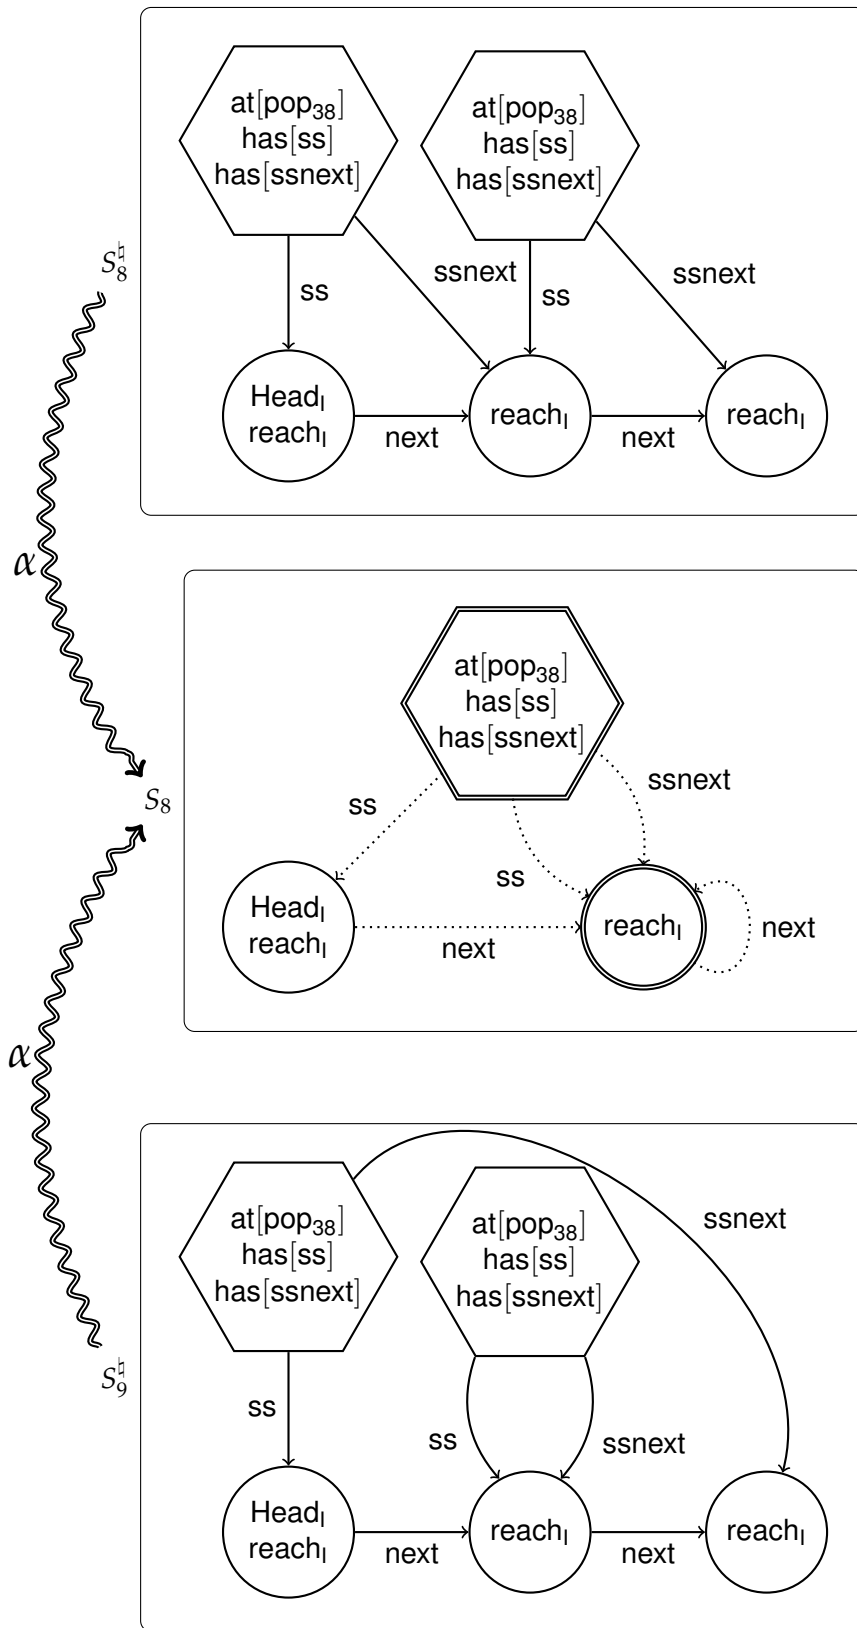 at[pop₃₈]
has[ss]
has[ssnext]
at[pop₃₈]
has[ss]
has[ssnext]
S₈♮
ss
ssnext
ss
ssnext
Headₗ
reachₗ
next
reachₗ
next
reachₗ
α
at[pop₃₈]
has[ss]
has[ssnext]
ss
ssnext
S₈
ss
Headₗ
reachₗ
next
reachₗ
next
α
at[pop₃₈]
has[ss]
has[ssnext]
at[pop₃₈]
has[ss]
has[ssnext]
ssnext
S₉♮
ss
ss
ssnext
Headₗ
reachₗ
next
reachₗ
next
reachₗ